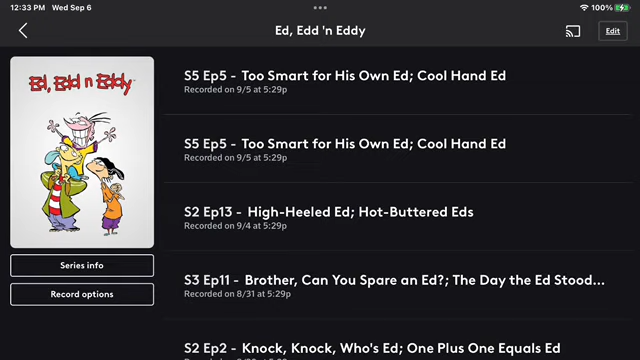 12:33 PM Wed Sep 6
100%
Ed, Edd 'n Eddy
Edit
Ed, Edd n Eddy
S5 Ep5 - Too Smart for His Own Ed; Cool Hand Ed
Recorded on 9/5 at 5:29p
S5 Ep5 - Too Smart for His Own Ed; Cool Hand Ed
Recorded on 9/5 at 5:29p
S2 Ep13 - High-Heeled Ed; Hot-Buttered Eds
Recorded on 9/4 at 5:29p
Series info
Record options
S3 Ep11 - Brother, Can You Spare an Ed?; The Day the Ed Stood...
Recorded on 8/31 at 5:29p
S2 Ep2 - Knock, Knock, Who's Ed; One Plus One Equals Ed